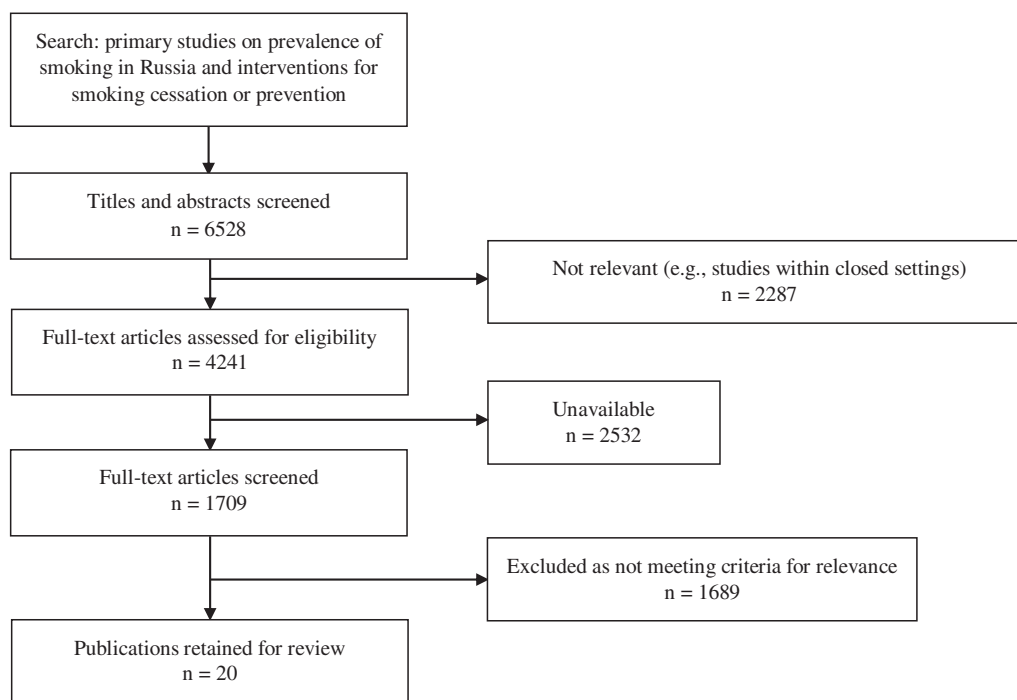 Search: primary studies on prevalence of
smoking in Russia and interventions for
smoking cessation or prevention
Titles and abstracts screened
n = 6528
Not relevant (e.g., studies within closed settings)
n = 2287
Full-text articles assessed for eligibility
n = 4241
Unavailable
n = 2532
Full-text articles screened
n = 1709
Excluded as not meeting criteria for relevance
n = 1689
Publications retained for review
n = 20